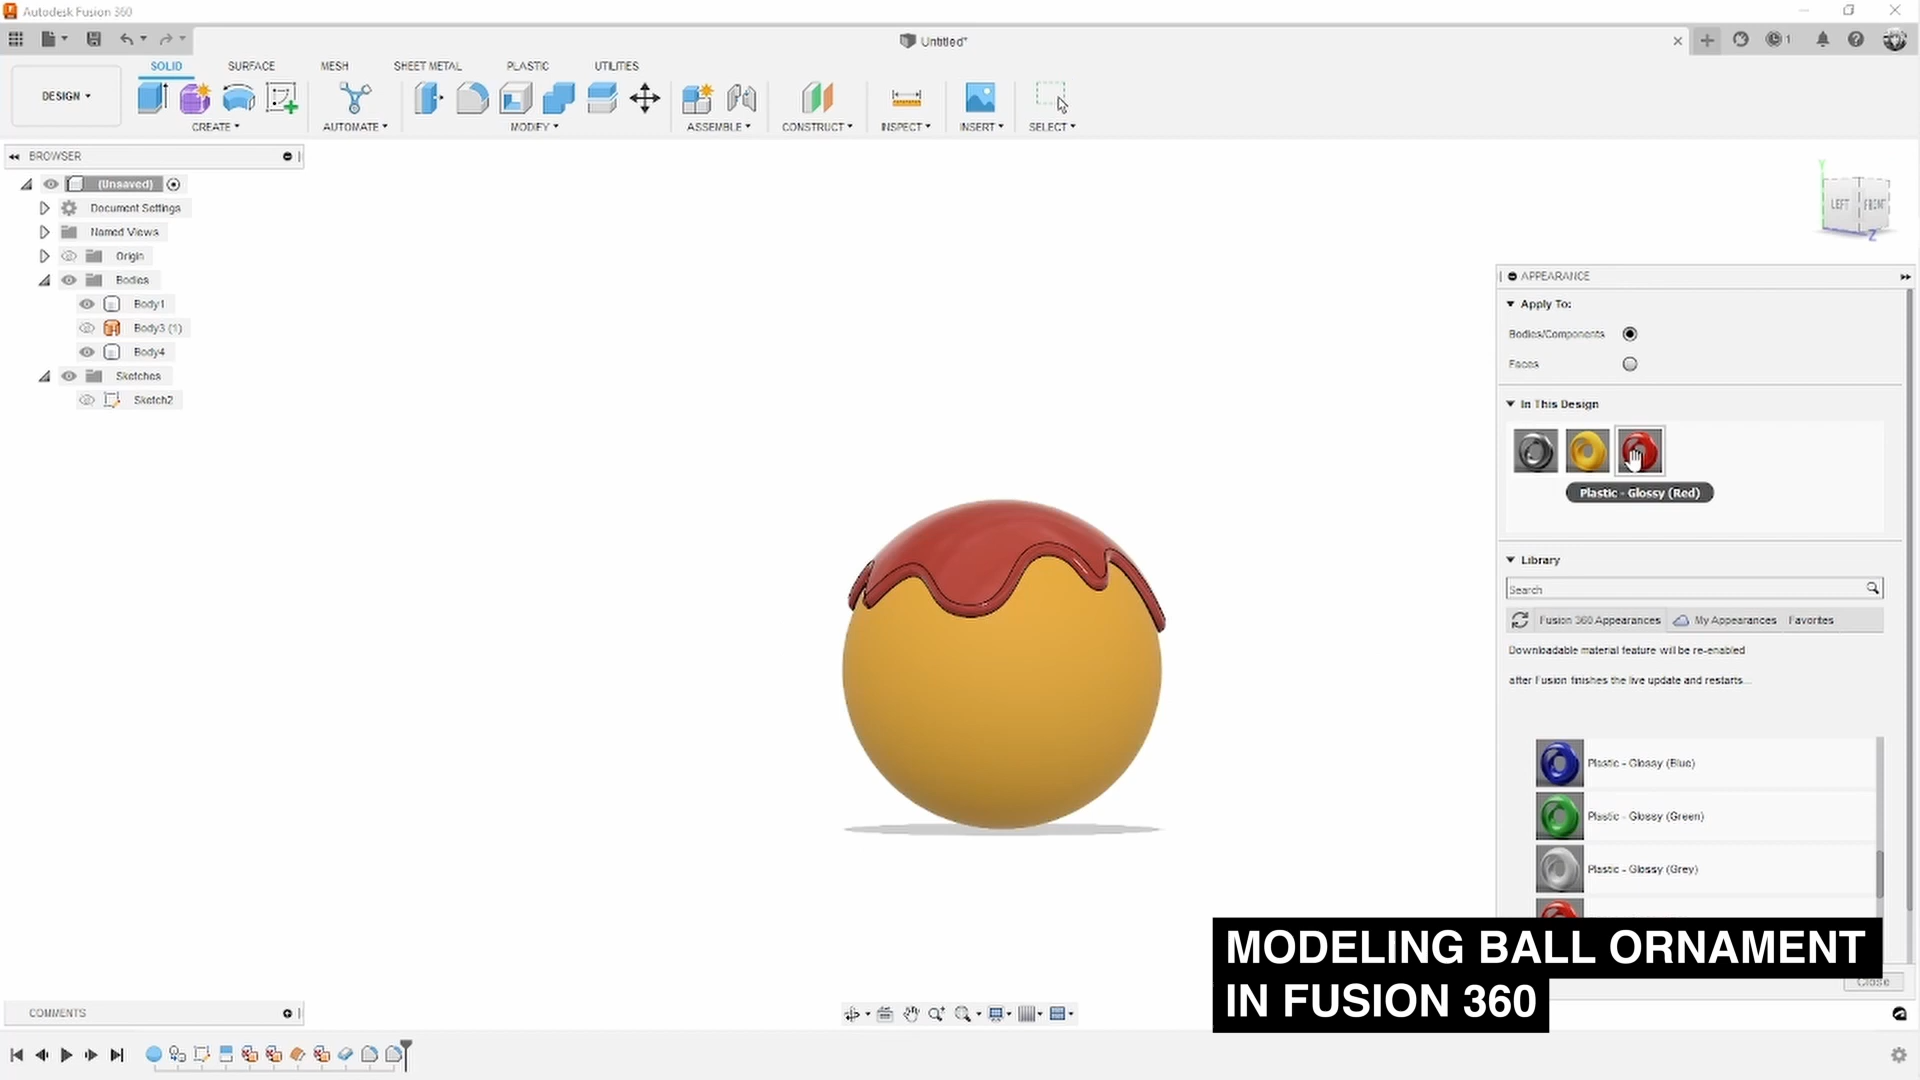 Autodesk Fusion 360
1
Untitled*
SOLID
SURFACE
MESH
SHEET METAL
PLASTIC
UTILITIES
DESIGN
CREATE
AUTOMATE
MODIFY
ASSEMBLE
CONSTRUCT
INSPECT
INSERT
SELECT
BROWSER
(Unsaved)
Document Settings
Named Views
Origin
Bodies
Body1
Body3 (1)
Body4
Sketches
Sketch2
Y
LEFT
FRONT
Z
APPEARANCE
Apply To:
Bodies/Components
Faces
In This Design
Plastic - Glossy (Red)
Library
Search
Fusion 360 Appearances
My Appearances
Favorites
Downloadable material feature will be re-enabled
after Fusion finishes the live update and restarts...
Plastic - Glossy (Blue)
Plastic - Glossy (Green)
Plastic - Glossy (Grey)
MODELING BALL ORNAMENT
IN FUSION 360
Close
COMMENTS